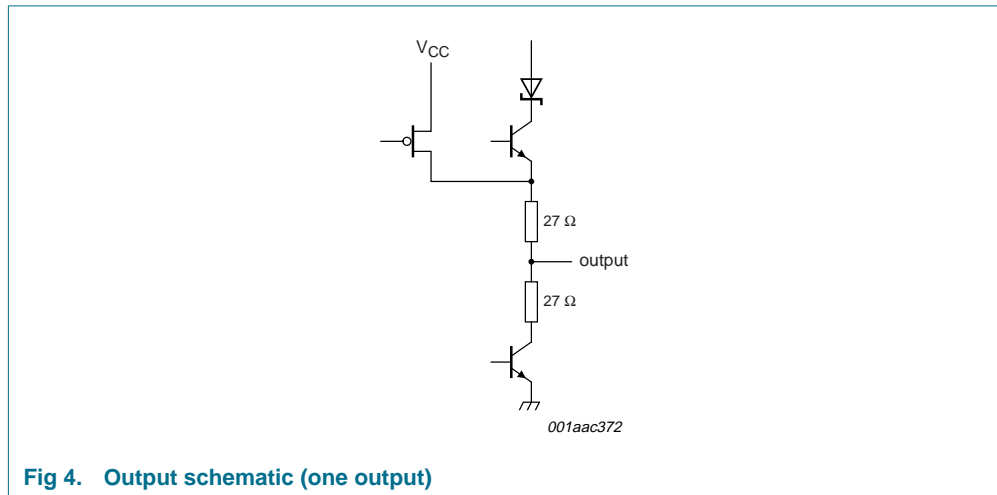 VCC
27 Ω
output
27 Ω
001aac372
Fig 4. Output schematic (one output)